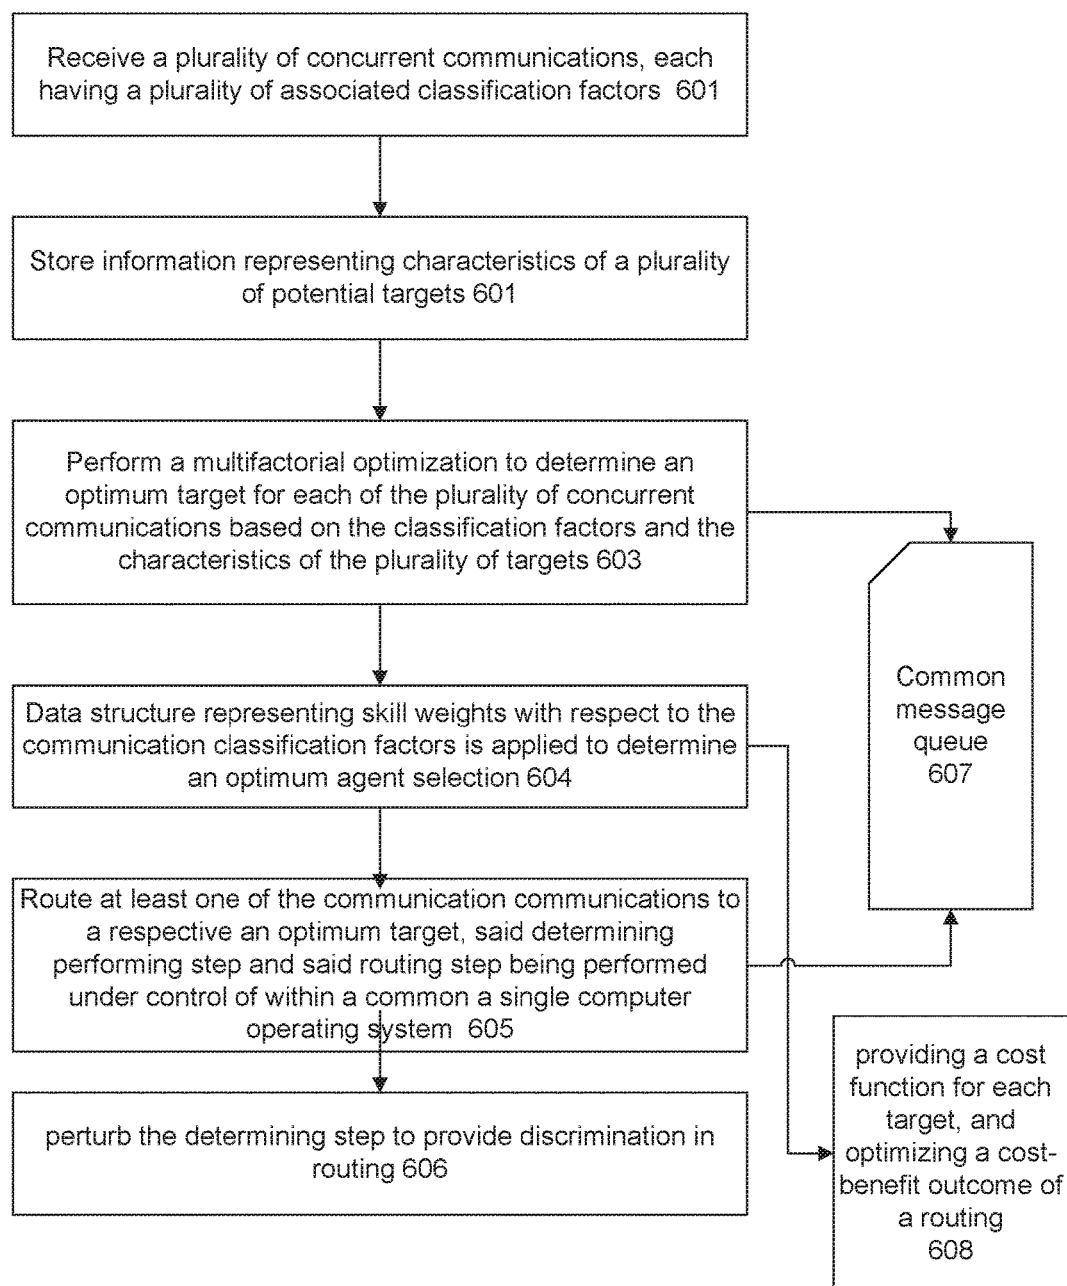 Receive a plurality of concurrent communications, each
having a plurality of associated classification factors 601
Store information representing characteristics of a plurality
of potential targets 601
Perform a multifactorial optimization to determine an
optimum target for each of the plurality of concurrent
communications based on the classification factors and the
characteristics of the plurality of targets 603
Data structure representing skill weights with respect to the
communication classification factors is applied to determine
an optimum agent selection 604
Route at least one of the communication communications to
a respective an optimum target, said determining
performing step and said routing step being performed
under control of within a common a single computer
operating system 605
perturb the determining step to provide discrimination in
routing 606
Common
message
queue
607
providing a cost
function for each
target, and
optimizing a cost-
benefit outcome of
a routing
608